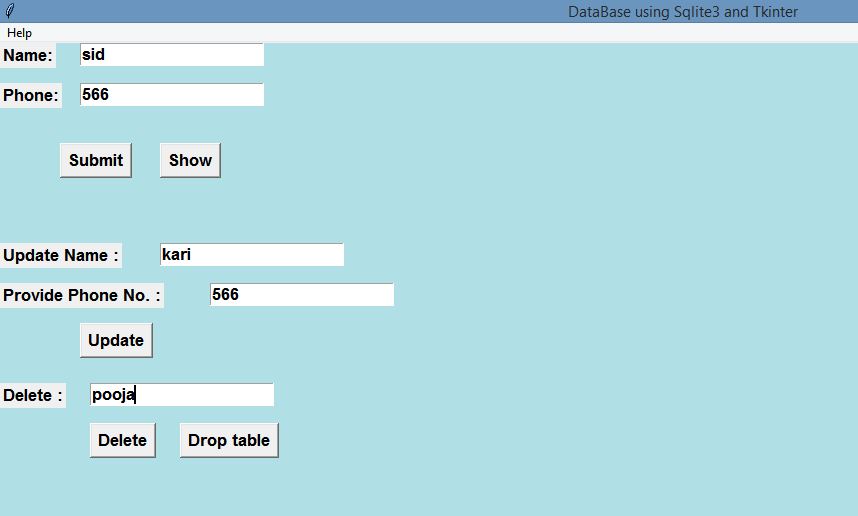 DataBase using Sqlite3 and Tkinter
Help
Name: sid
Phone: 566
Submit Show
Update Name : kari
Provide Phone No. : 566
Update
Delete : pooja
Delete Drop table